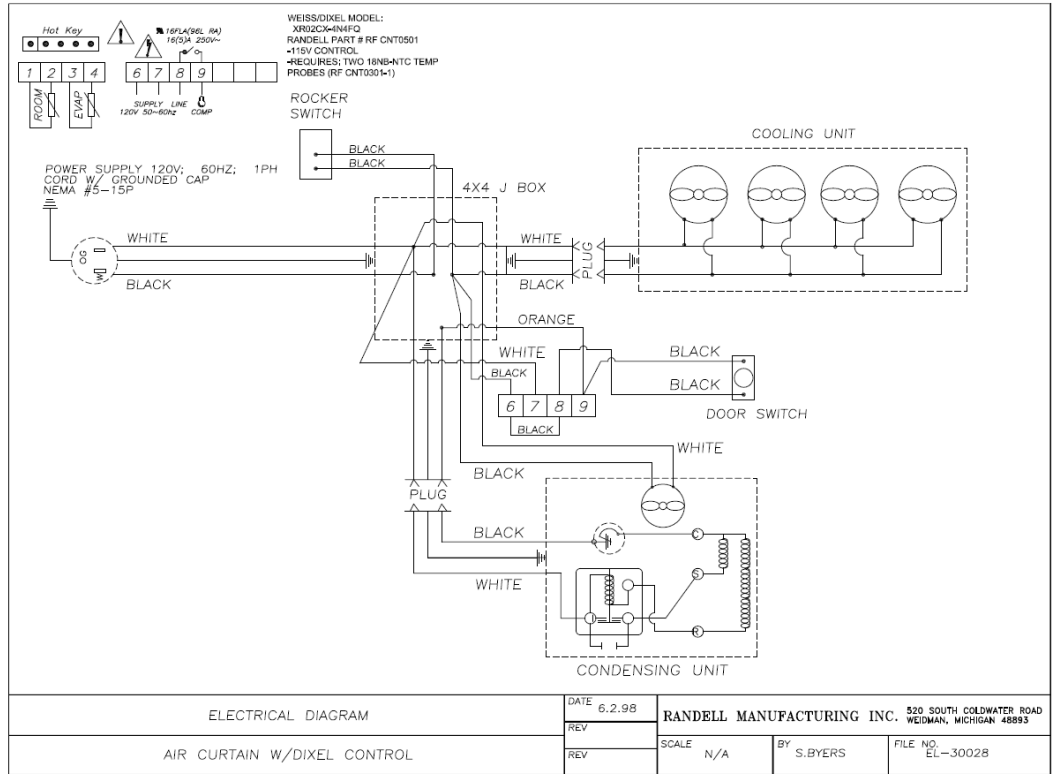 WEISS/DIXEL MODEL:
XR02CX-4N4FQ
RANDELL PART # RF CNT0501
-115V CONTROL
-REQUIRES; TWO 18NB-NTC TEMP
PROBES (RF CNT0301-1)
Hot Key
16FLA(96L RA)
16(5)A 250V~
1 2 3 4
6 7 8 9
ROOM
EVAP
SUPPLY LINE
120V 50~60hz COMP
ROCKER
SWITCH
BLACK
BLACK
COOLING UNIT
POWER SUPPLY 120V; 60HZ; 1PH
CORD W/ GROUNDED CAP
NEMA #5-15P
4X4 J BOX
WHITE
WHITE
OG
W
PLUG
BLACK
BLACK
ORANGE
WHITE
BLACK
BLACK
BLACK
6 7 8 9
DOOR SWITCH
BLACK
WHITE
BLACK
PLUG
BLACK
C
S
WHITE
R
CONDENSING UNIT
ELECTRICAL DIAGRAM
DATE 6.2.98
REV
RANDELL MANUFACTURING INC. 520 SOUTH COLDWATER ROAD
WEIDMAN, MICHIGAN 48893
AIR CURTAIN W/DIXEL CONTROL
REV
SCALE N/A
BY S.BYERS
FILE NO. EL-30028